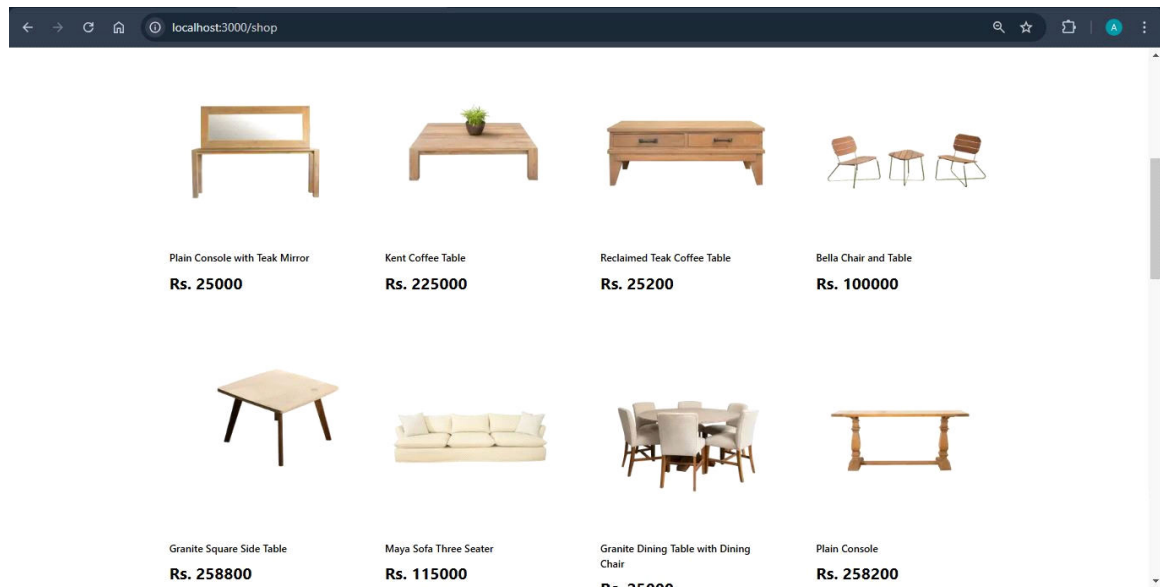 localhost:3000/shop
A
Plain Console with Teak Mirror
Kent Coffee Table
Reclaimed Teak Coffee Table
Bella Chair and Table
Rs. 25000
Rs. 225000
Rs. 25200
Rs. 100000
Granite Square Side Table
Maya Sofa Three Seater
Granite Dining Table with Dining
Chair
Plain Console
Rs. 258800
Rs. 115000
Rs. 25000
Rs. 258200